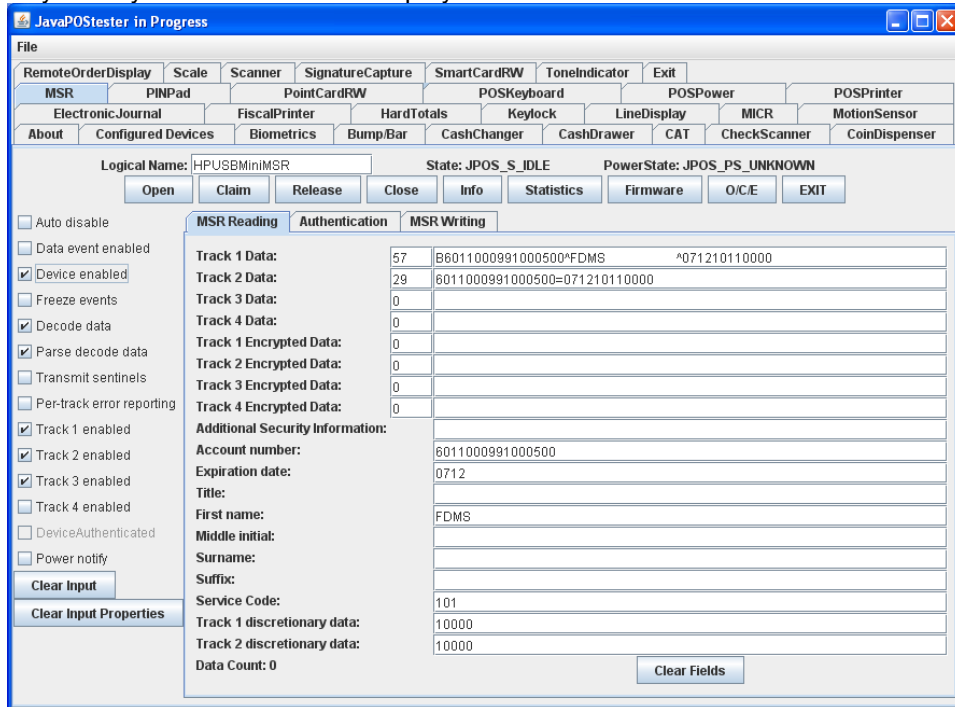 JavaPOStester in Progress
File
RemoteOrderDisplay Scale Scanner SignatureCapture SmartCardRW ToneIndicator Exit
MSR PINPad PointCardRW POSKeyboard POSPower POSPrinter
ElectronicJournal FiscalPrinter HardTotals Keylock LineDisplay MICR MotionSensor
About Configured Devices Biometrics Bump/Bar CashChanger CashDrawer CAT CheckScanner CoinDispenser
Logical Name: HPUSBMiniMSR State: JPOS_S_IDLE PowerState: JPOS_PS_UNKNOWN
Open Claim Release Close Info Statistics Firmware O/C/E EXIT
Auto disable
Data event enabled
Device enabled
Freeze events
Decode data
Parse decode data
Transmit sentinels
Per-track error reporting
Track 1 enabled
Track 2 enabled
Track 3 enabled
Track 4 enabled
DeviceAuthenticated
Power notify
Clear Input
Clear Input Properties
MSR Reading Authentication MSR Writing
Track 1 Data: 57 B6011000991000500^FDMS ^071210110000
Track 2 Data: 29 6011000991000500=071210110000
Track 3 Data: 0
Track 4 Data: 0
Track 1 Encrypted Data: 0
Track 2 Encrypted Data: 0
Track 3 Encrypted Data: 0
Track 4 Encrypted Data: 0
Additional Security Information:
Account number: 6011000991000500
Expiration date: 0712
Title:
First name: FDMS
Middle initial:
Surname:
Suffix:
Service Code: 101
Track 1 discretionary data: 10000
Track 2 discretionary data: 10000
Data Count: 0 Clear Fields